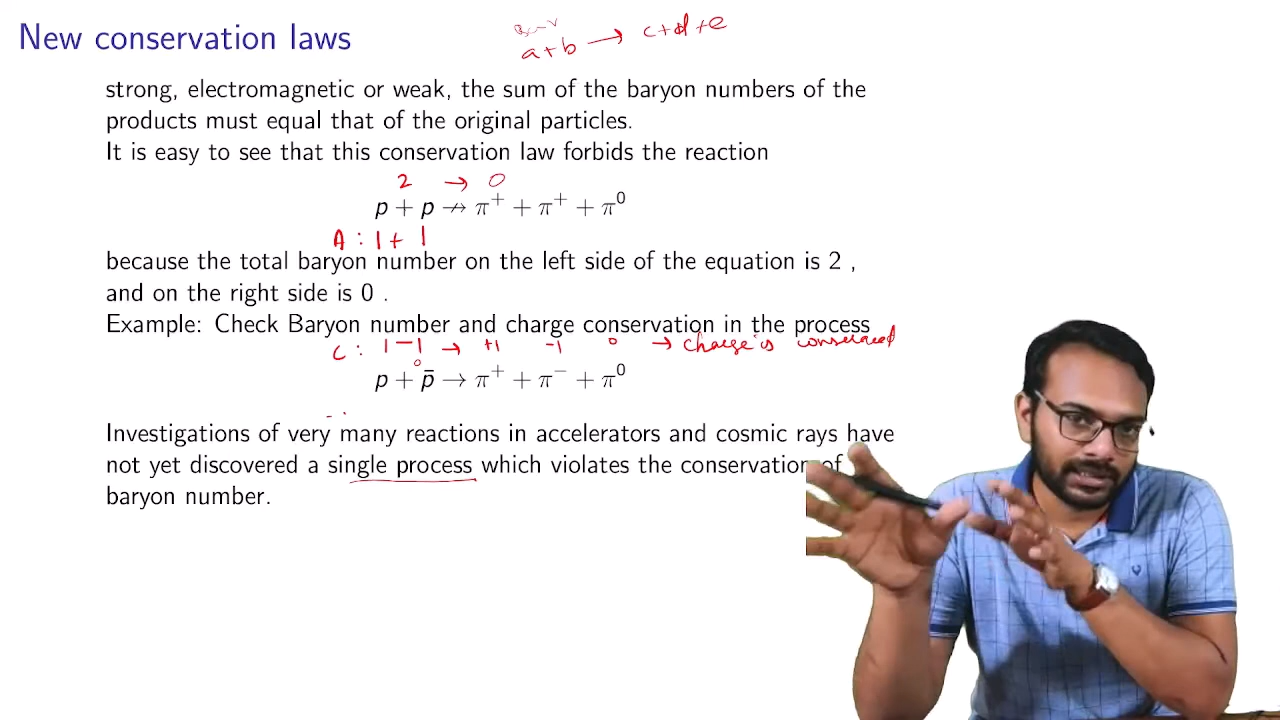 New conservation laws
a+b → c+d+e
strong, electromagnetic or weak, the sum of the baryon numbers of the
products must equal that of the original particles.
It is easy to see that this conservation law forbids the reaction
2 → 0
p + p ↛ π⁺ + π⁺ + π⁰
A : 1 + 1
because the total baryon number on the left side of the equation is 2 ,
and on the right side is 0 .
Example: Check Baryon number and charge conservation in the process
C : 1 −1 → +1 −1 0 → charge is conserved
0
p + p̄ → π⁺ + π⁻ + π⁰
Investigations of very many reactions in accelerators and cosmic rays have
not yet discovered a single process which violates the conservation of
baryon number.